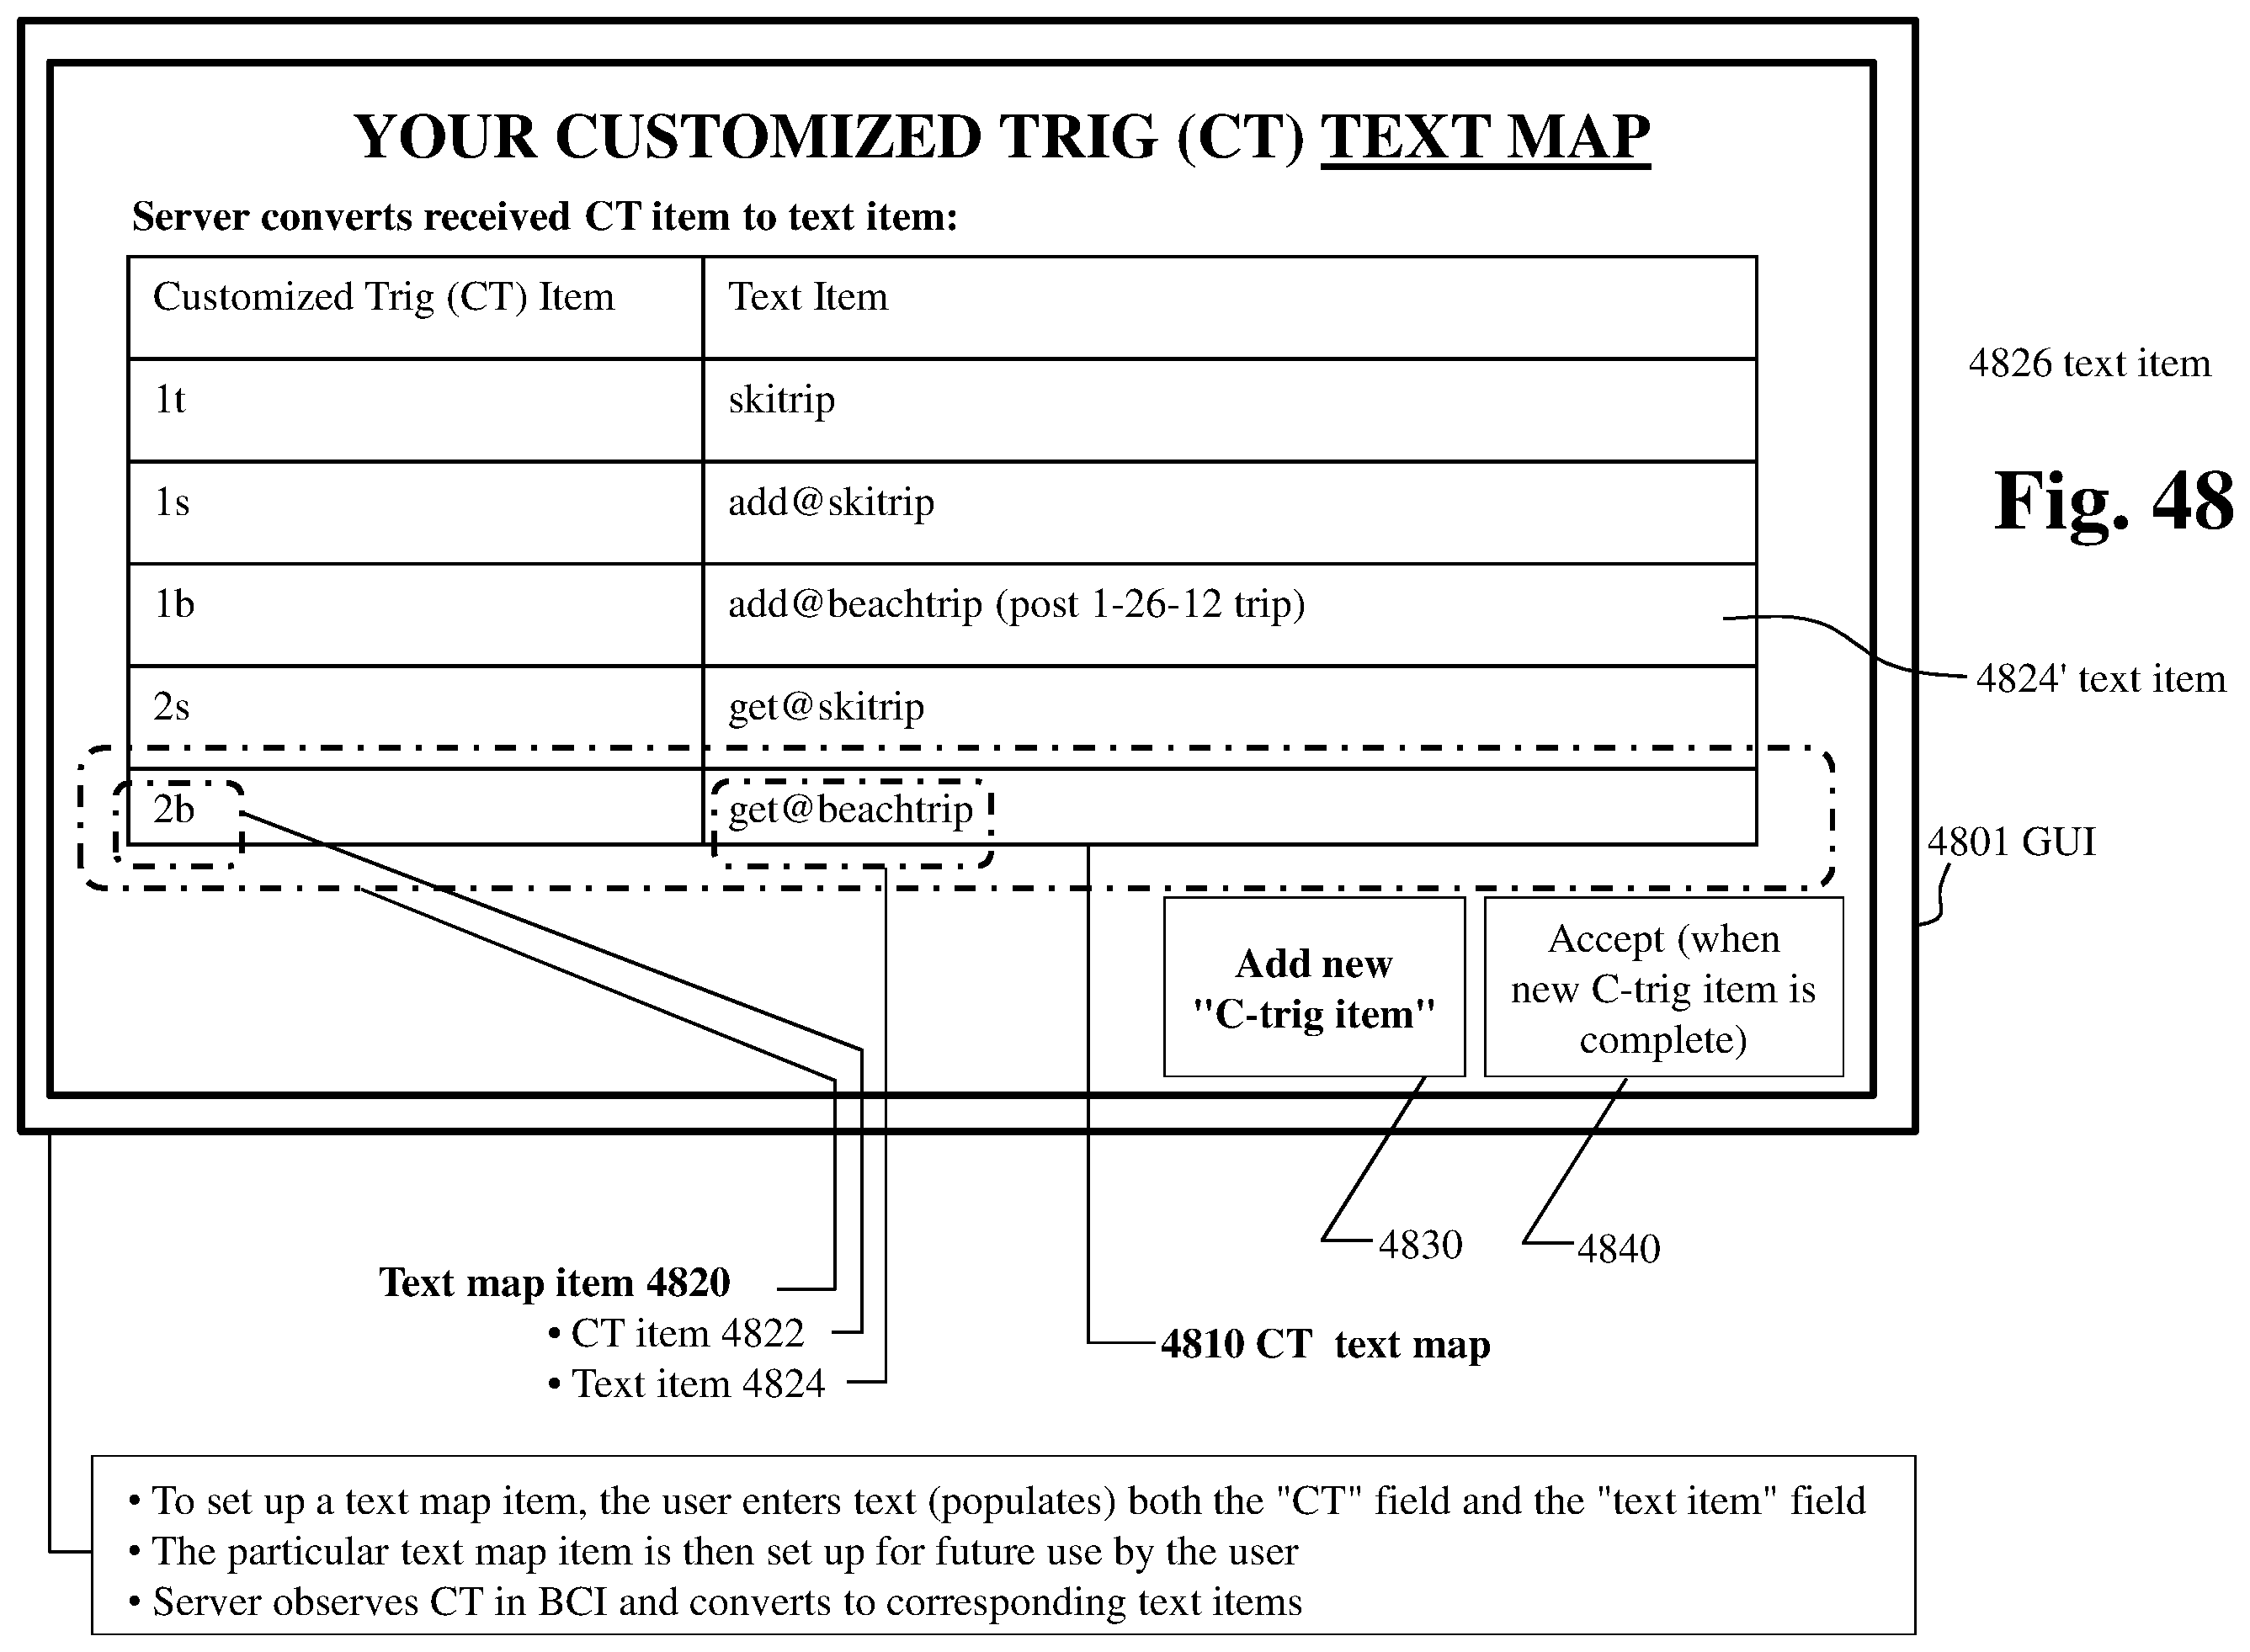 YOUR CUSTOMIZED TRIG (CT) TEXT MAP
Server converts received CT item to text item:
Customized Trig (CT) Item
Text Item
1t
skitrip
1s
add@skitrip
1b
add@beachtrip (post 1-26-12 trip)
2s
get@skitrip
2b
get@beachtrip
4826 text item
Fig. 48
4824' text item
4801 GUI
Add new
"C-trig item"
Accept (when
new C-trig item is
complete)
4830
4840
Text map item 4820
• CT item 4822
• Text item 4824
4810 CT text map
• To set up a text map item, the user enters text (populates) both the "CT" field and the "text item" field
• The particular text map item is then set up for future use by the user
• Server observes CT in BCI and converts to corresponding text items